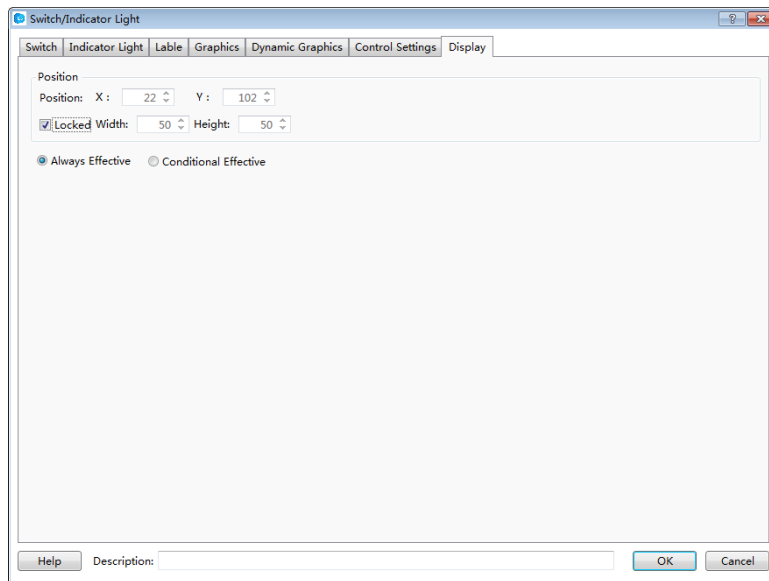 Switch/Indicator Light
Switch Indicator Light Lable Graphics Dynamic Graphics Control Settings Display
Position
Position: X : 22 Y : 102
Locked Width: 50 Height: 50
Always Effective Conditional Effective
Help Description: OK Cancel